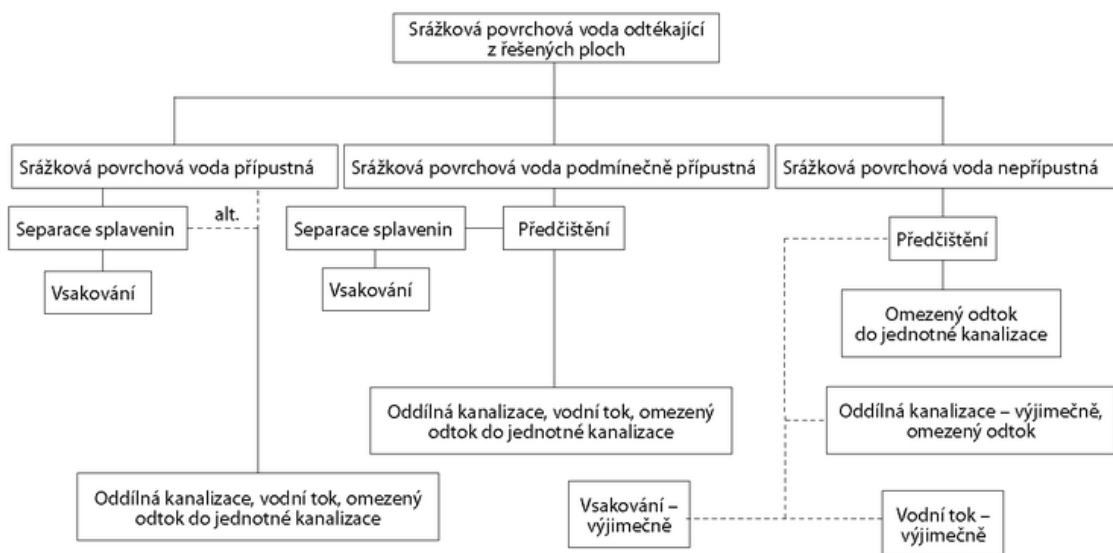 Srážková povrchová voda odtékající
z řešených ploch
Srážková povrchová voda přípustná
Srážková povrchová voda podmínečně přípustná
Srážková povrchová voda nepřípustná
Separace splavenin
alt.
Separace splavenin
Předčištění
Předčištění
Vsakování
Vsakování
Omezený odtok
do jednotné kanalizace
Oddílná kanalizace, vodní tok, omezený
odtok do jednotné kanalizace
Oddílná kanalizace – výjimečně,
omezený odtok
Oddílná kanalizace, vodní tok, omezený
odtok do jednotné kanalizace
Vsakování –
výjimečně
Vodní tok –
výjimečně